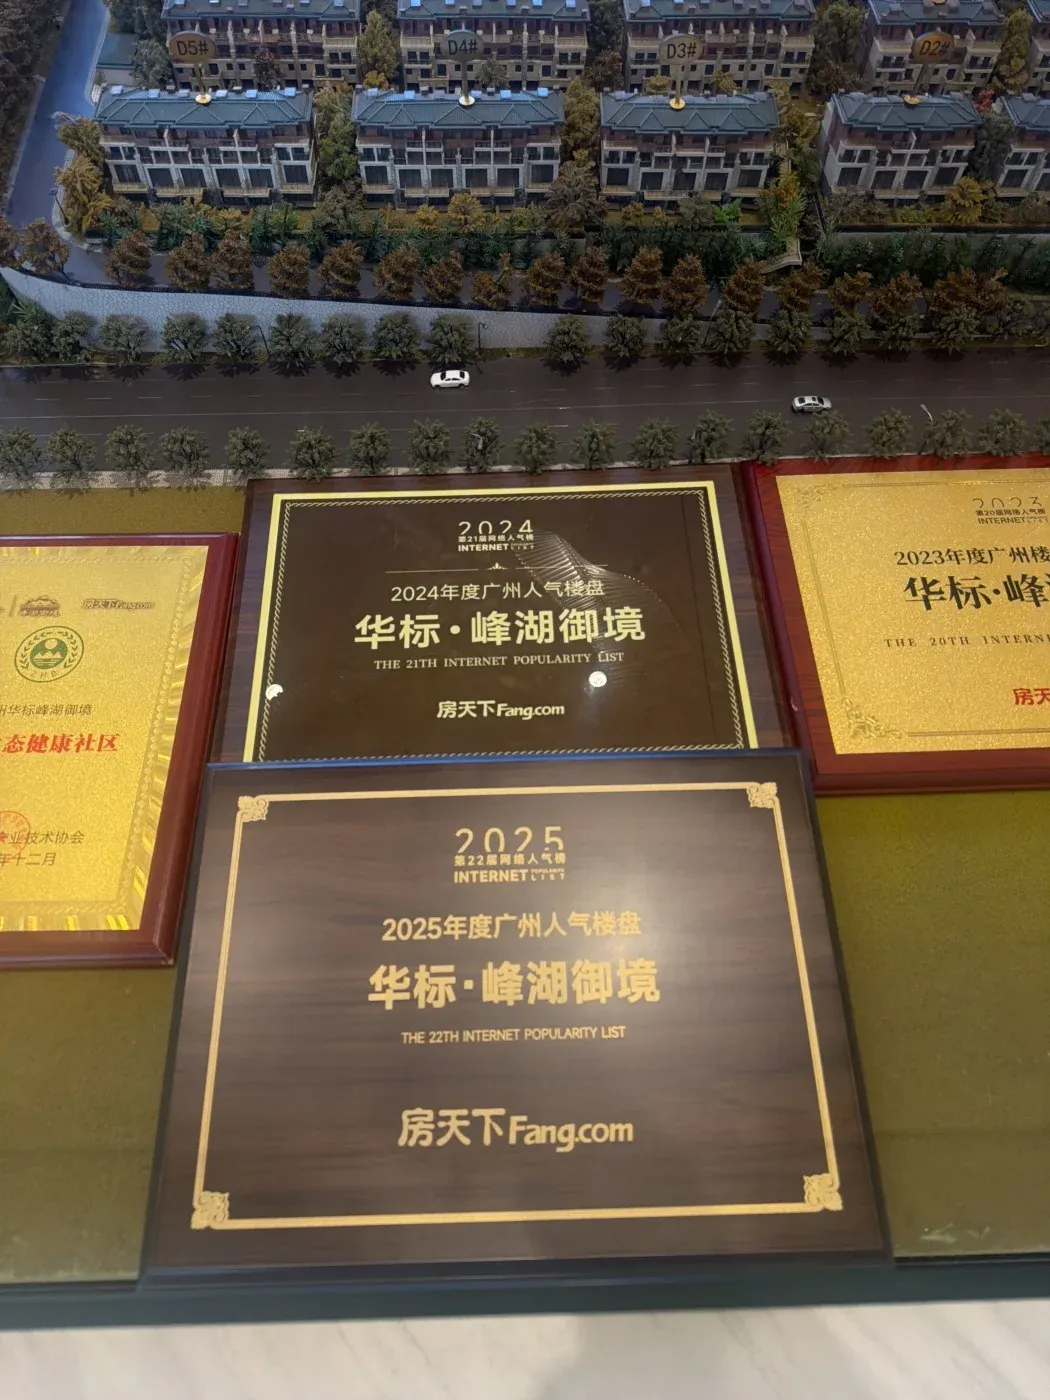 D5#
D4#
D3#
D2#
房天下Fang.com
州华标峰湖御境
态健康社区
业技术协会
年十二月
2024
第21届网络人气榜
INTERNET POPULARITY LIST
2024年度广州人气楼盘
华标·峰湖御境
THE 21TH INTERNET POPULARITY LIST
房天下Fang.com
2023
第20届网络人气榜
INTERNET
2023年度广州楼
华标·峰
THE 20TH INTERN
房天
2025
第22届网络人气榜
INTERNET POPULARITY LIST
2025年度广州人气楼盘
华标·峰湖御境
THE 22TH INTERNET POPULARITY LIST
房天下Fang.com